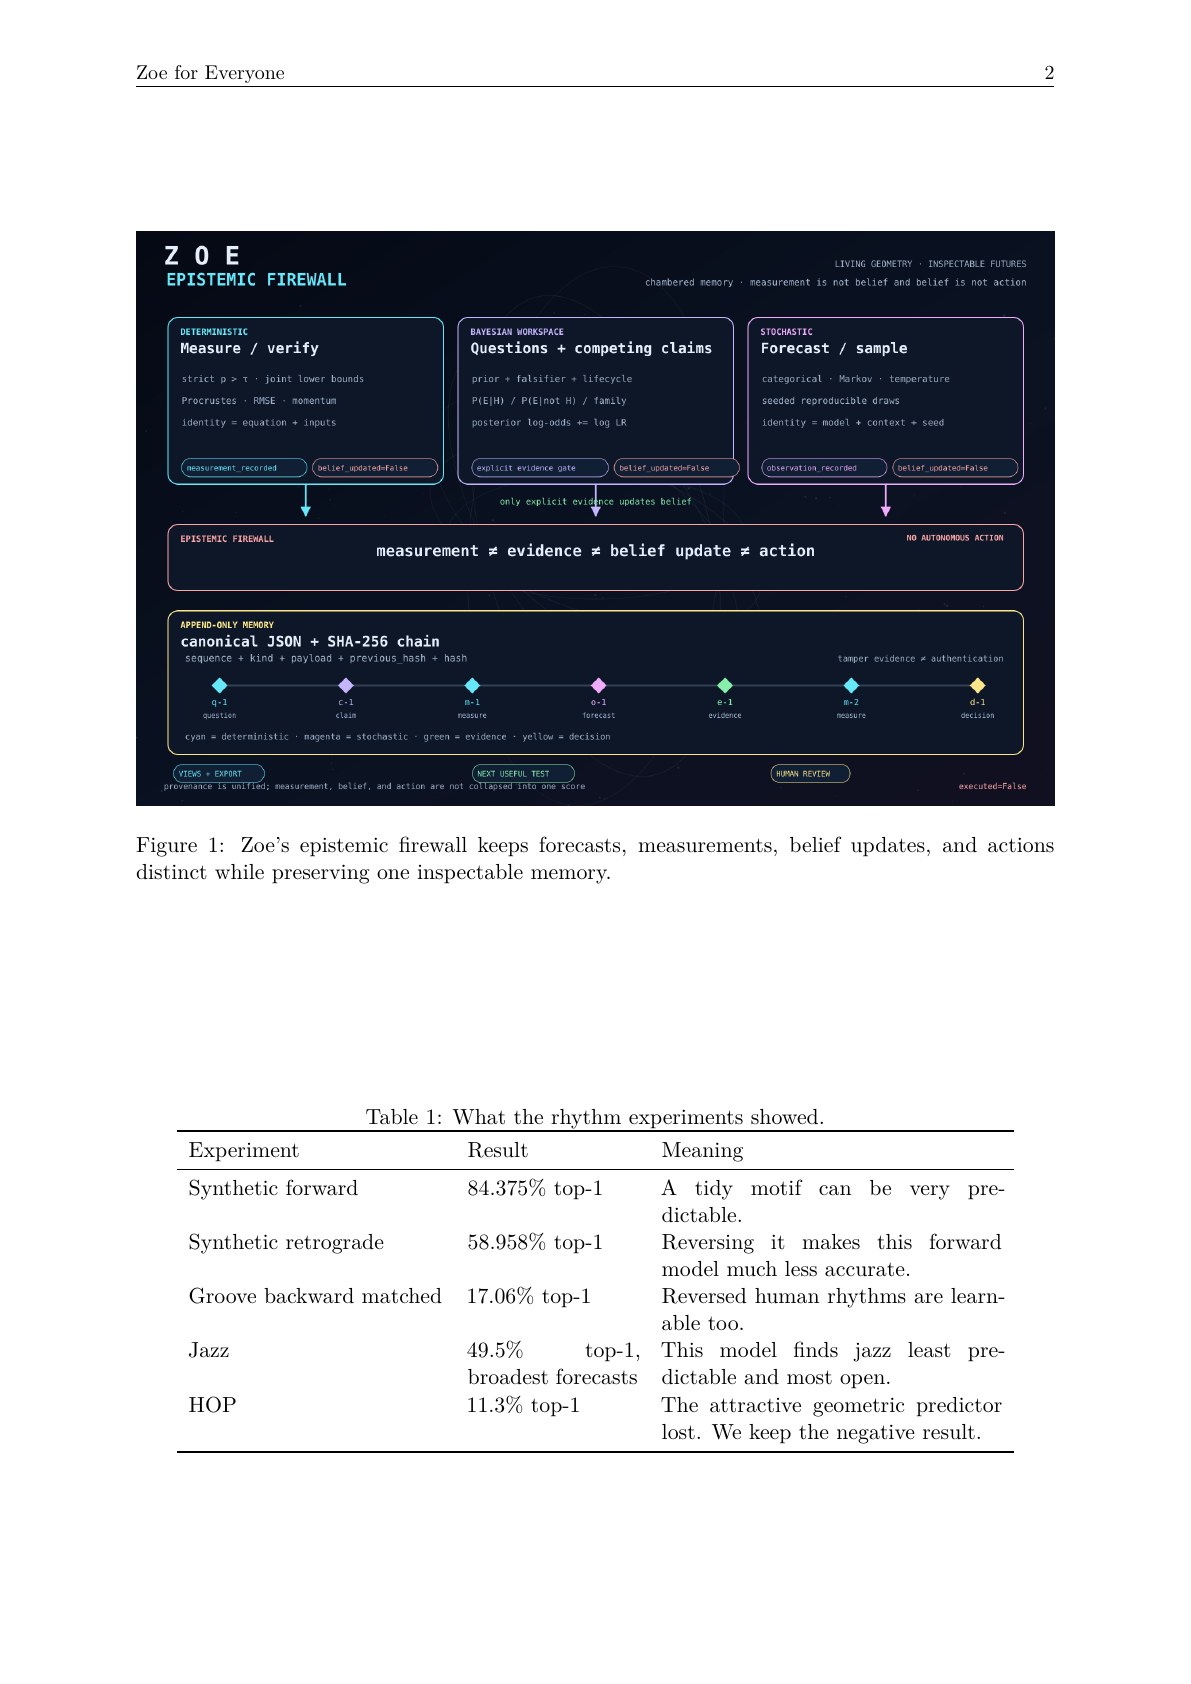 Zoe for Everyone 2
Z O E
EPISTEMIC FIREWALL
LIVING GEOMETRY · INSPECTABLE FUTURES
chambered memory · measurement is not belief and belief is not action
DETERMINISTIC
Measure / verify
strict p > τ · joint lower bounds
Procrustes · RMSE · momentum
identity = equation + inputs
measurement_recorded
belief_updated=False
BAYESIAN WORKSPACE
Questions + competing claims
prior + falsifier + lifecycle
P(E|H) / P(E|not H) / family
posterior log-odds += log LR
explicit evidence gate
belief_updated=False
STOCHASTIC
Forecast / sample
categorical · Markov · temperature
seeded reproducible draws
identity = model + context + seed
observation_recorded
belief_updated=False
only explicit evidence updates belief
EPISTEMIC FIREWALL
NO AUTONOMOUS ACTION
measurement ≠ evidence ≠ belief update ≠ action
APPEND-ONLY MEMORY
canonical JSON + SHA-256 chain
sequence + kind + payload + previous_hash + hash
tamper evidence ≠ authentication
q-1 c-1 m-1 o-1 e-1 m-2 d-1
question claim measure forecast evidence measure decision
cyan = deterministic · magenta = stochastic · green = evidence · yellow = decision
VIEWS + EXPORT
NEXT USEFUL TEST
HUMAN REVIEW
provenance is unified; measurement, belief, and action are not collapsed into one score
executed=False
Figure 1: Zoe's epistemic firewall keeps forecasts, measurements, belief updates, and actions
distinct while preserving one inspectable memory.
Table 1: What the rhythm experiments showed.
Experiment Result Meaning
Synthetic forward 84.375% top-1 A tidy motif can be very pre-
dictable.
Synthetic retrograde 58.958% top-1 Reversing it makes this forward
model much less accurate.
Groove backward matched 17.06% top-1 Reversed human rhythms are learn-
able too.
Jazz 49.5% top-1, This model finds jazz least pre-
broadest forecasts dictable and most open.
HOP 11.3% top-1 The attractive geometric predictor
lost. We keep the negative result.